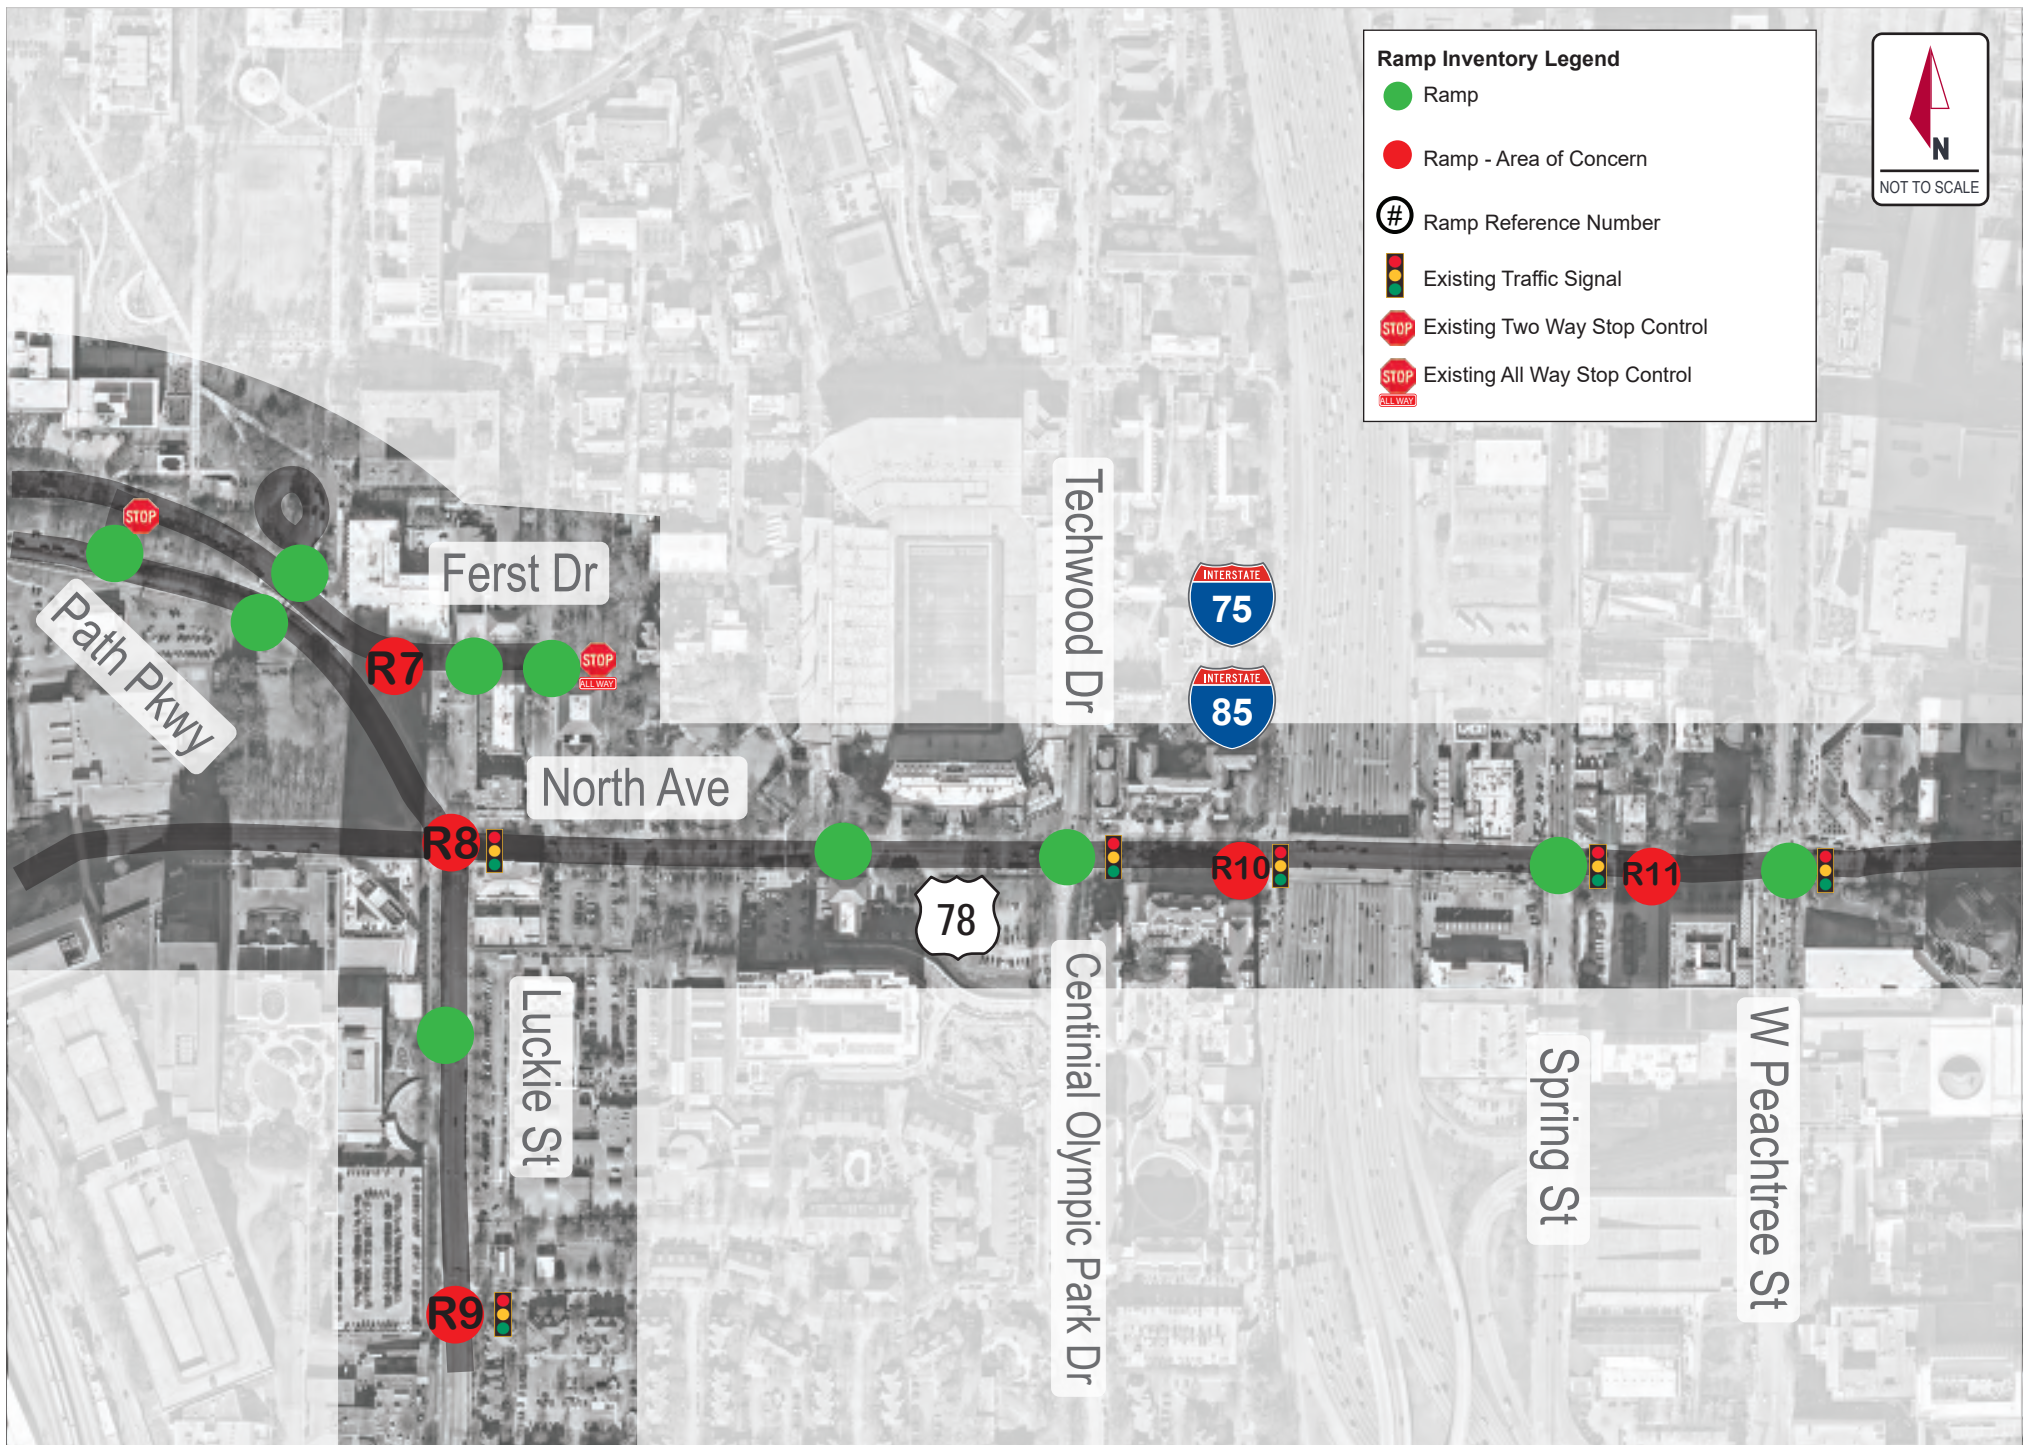 Ramp Inventory Legend
Ramp
Ramp - Area of Concern
#
Ramp Reference Number
Existing Traffic Signal
STOP
Existing Two Way Stop Control
STOP
ALL WAY
Existing All Way Stop Control
N
NOT TO SCALE
STOP
Ferst Dr
Path Pkwy
R7
STOP
ALL WAY
Techwood Dr
INTERSTATE
75
INTERSTATE
85
North Ave
R8
R10
R11
78
Luckie St
Centinial Olympic Park Dr
Spring St
W Peachtree St
R9